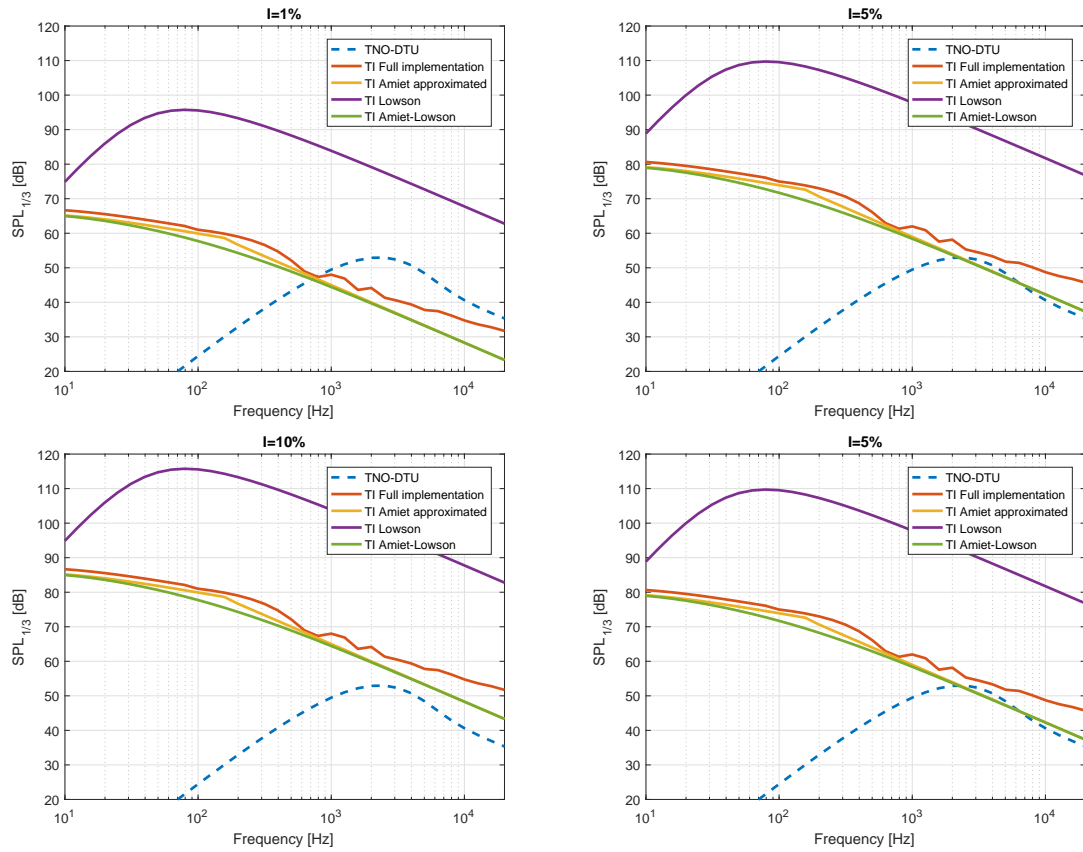 I=1%
120
110
100
90
80
70
60
50
40
30
20
SPL1/3 [dB]
TNO-DTU
TI Full implementation
TI Amiet approximated
TI Lowson
TI Amiet-Lowson
10^1 10^2 10^3 10^4
Frequency [Hz]
I=5%
120
110
100
90
80
70
60
50
40
30
20
SPL1/3 [dB]
TNO-DTU
TI Full implementation
TI Amiet approximated
TI Lowson
TI Amiet-Lowson
10^1 10^2 10^3 10^4
Frequency [Hz]
I=10%
120
110
100
90
80
70
60
50
40
30
20
SPL1/3 [dB]
TNO-DTU
TI Full implementation
TI Amiet approximated
TI Lowson
TI Amiet-Lowson
10^1 10^2 10^3 10^4
Frequency [Hz]
I=5%
120
110
100
90
80
70
60
50
40
30
20
SPL1/3 [dB]
TNO-DTU
TI Full implementation
TI Amiet approximated
TI Lowson
TI Amiet-Lowson
10^1 10^2 10^3 10^4
Frequency [Hz]